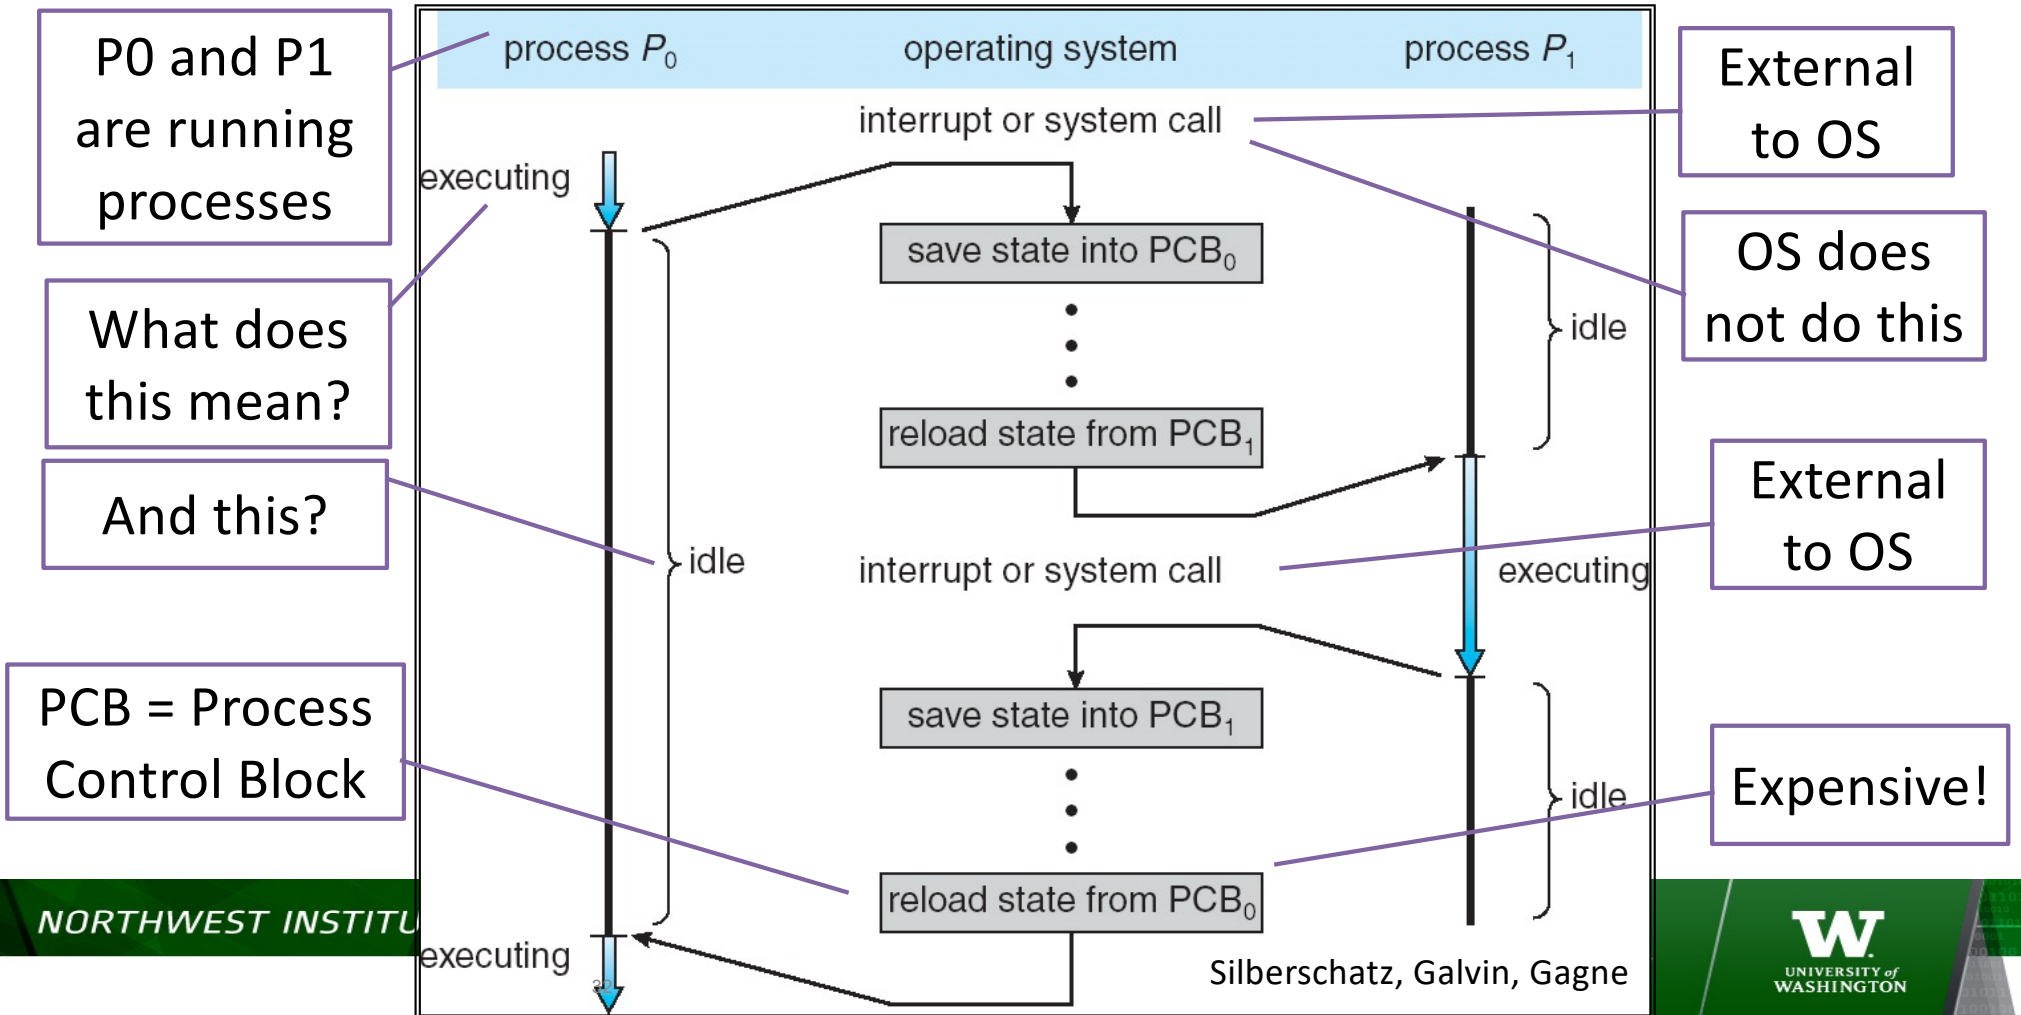 P0 and P1
are running
processes
What does
this mean?
And this?
PCB = Process
Control Block
process P0
operating system
process P1
interrupt or system call
executing
save state into PCB0
idle
reload state from PCB1
idle
interrupt or system call
executing
save state into PCB1
idle
reload state from PCB0
executing
32
Silberschatz, Galvin, Gagne
External
to OS
OS does
not do this
External
to OS
Expensive!
NORTHWEST INSTITU
W
UNIVERSITY of
WASHINGTON